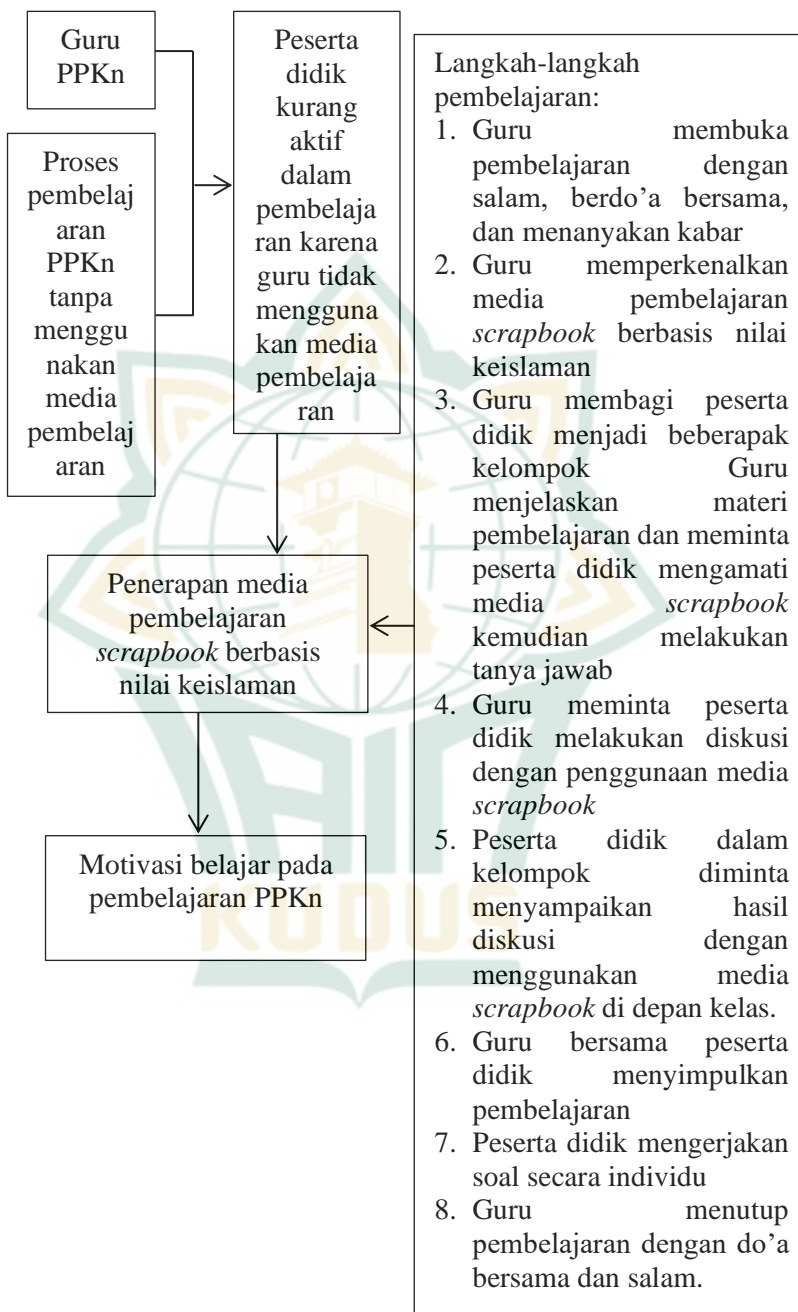 Guru
PPKn
Proses
pembelaj
aran
PPKn
tanpa
menggu
nakan
media
pembelaj
aran
Peserta
didik
kurang
aktif
dalam
pembelaja
ran karena
guru tidak
mengguna
kan media
pembelaja
ran
Penerapan media
pembelajaran
scrapbook berbasis
nilai keislaman
Motivasi belajar pada
pembelajaran PPKn
Langkah-langkah
pembelajaran:
1. Guru membuka
pembelajaran dengan
salam, berdo’a bersama,
dan menanyakan kabar
2. Guru memperkenalkan
media pembelajaran
scrapbook berbasis nilai
keislaman
3. Guru membagi peserta
didik menjadi beberapak
kelompok Guru
menjelaskan materi
pembelajaran dan meminta
peserta didik mengamati
media scrapbook
kemudian melakukan
tanya jawab
4. Guru meminta peserta
didik melakukan diskusi
dengan penggunaan media
scrapbook
5. Peserta didik dalam
kelompok diminta
menyampaikan hasil
diskusi dengan
menggunakan media
scrapbook di depan kelas.
6. Guru bersama peserta
didik menyimpulkan
pembelajaran
7. Peserta didik mengerjakan
soal secara individu
8. Guru menutup
pembelajaran dengan do’a
bersama dan salam.
IAIN
KUDUS